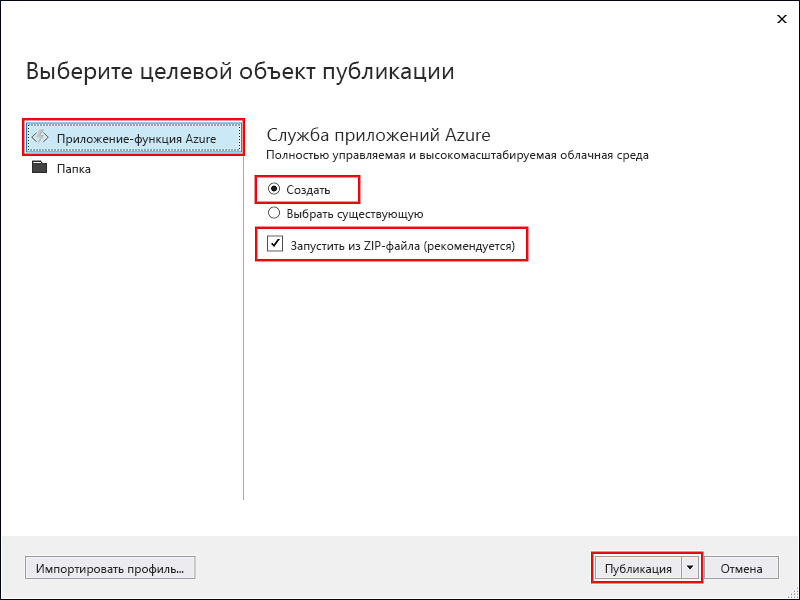 Выберите целевой объект публикации
Приложение-функция Azure
Папка
Служба приложений Azure
Полностью управляемая и высокомасштабируемая облачная среда
Создать
Выбрать существующую
Запустить из ZIP-файла (рекомендуется)
Импортировать профиль...
Публикация
Отмена